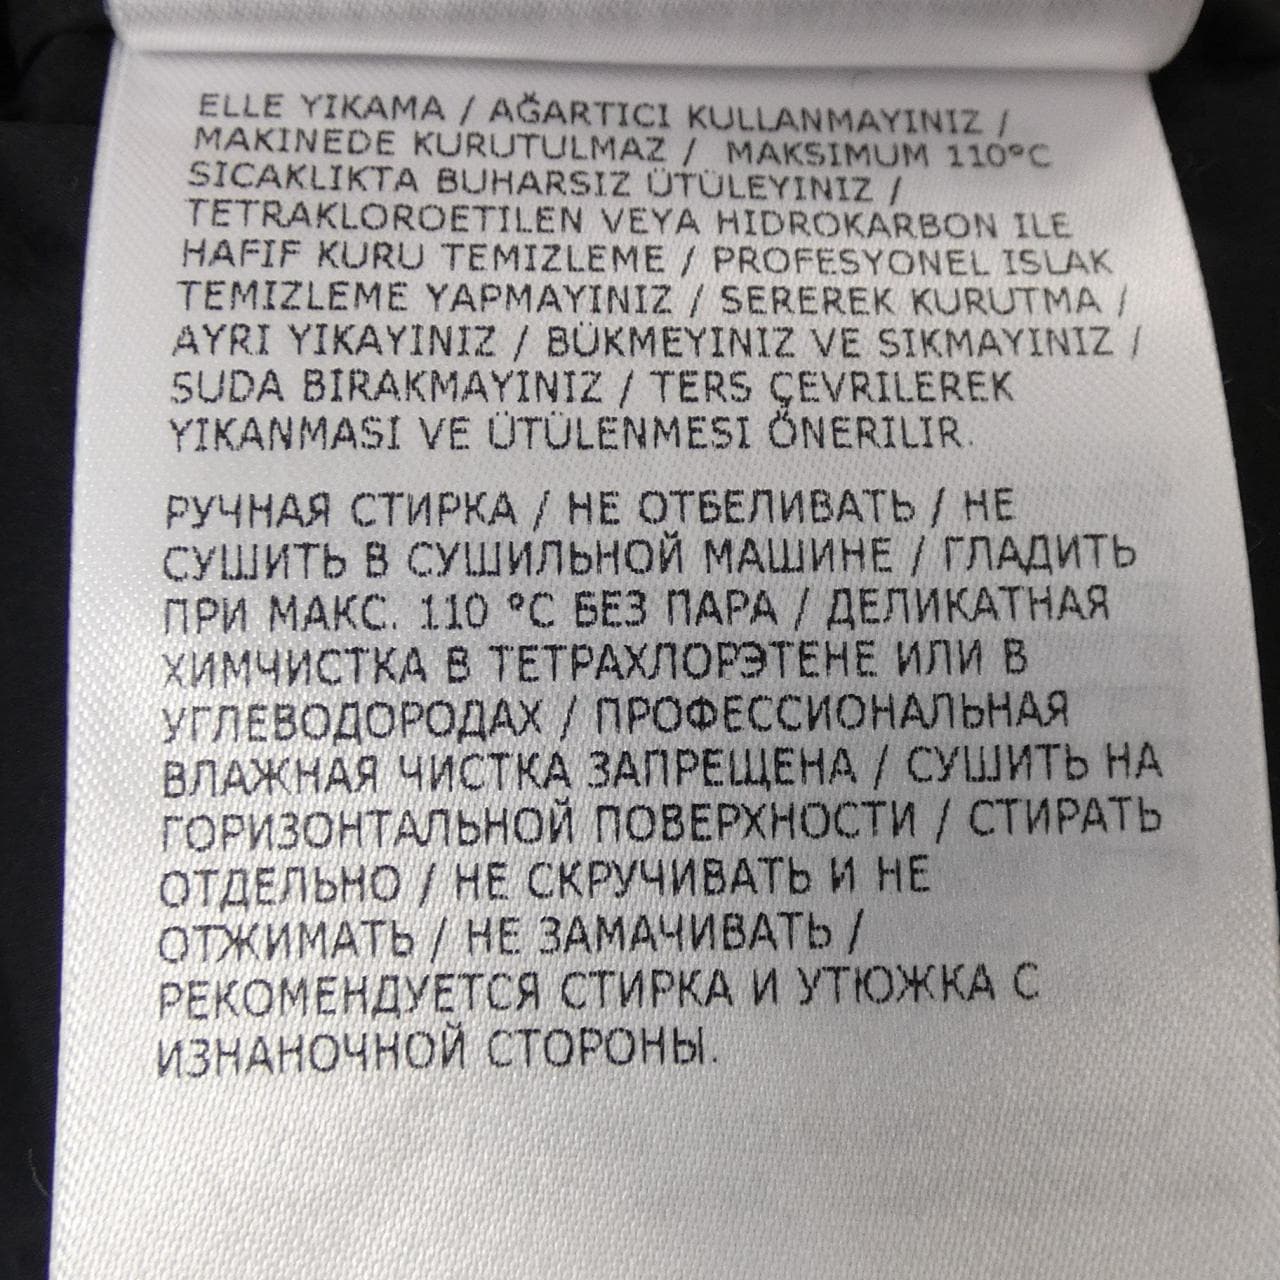 ELLE YIKAMA / AĞARTICI KULLANMAYINIZ /
MAKINEDE KURUTULMAZ / MAKSIMUM 110°C
SICAKLIKTA BUHARSIZ ÜTÜLEYINIZ /
TETRAKLOROETILEN VEYA HIDROKARBON ILE
HAFIF KURU TEMIZLEME / PROFESYONEL ISLAK
TEMIZLEME YAPMAYINIZ / SEREREK KURUTMA /
AYRI YIKAYINIZ / BÜKMEYINIZ VE SIKMAYINIZ /
SUDA BIRAKMAYINIZ / TERS ÇEVRILEREK
YIKANMASI VE ÜTÜLENMESI ÖNERILIR.
РУЧНАЯ СТИРКА / НЕ ОТБЕЛИВАТЬ / НЕ
СУШИТЬ В СУШИЛЬНОЙ МАШИНЕ / ГЛАДИТЬ
ПРИ МАКС. 110 °С БЕЗ ПАРА / ДЕЛИКАТНАЯ
ХИМЧИСТКА В ТЕТРАХЛОРЭТЕНЕ ИЛИ В
УГЛЕВОДОРОДАХ / ПРОФЕССИОНАЛЬНАЯ
ВЛАЖНАЯ ЧИСТКА ЗАПРЕЩЕНА / СУШИТЬ НА
ГОРИЗОНТАЛЬНОЙ ПОВЕРХНОСТИ / СТИРАТЬ
ОТДЕЛЬНО / НЕ СКРУЧИВАТЬ И НЕ
ОТЖИМАТЬ / НЕ ЗАМАЧИВАТЬ /
РЕКОМЕНДУЕТСЯ СТИРКА И УТЮЖКА С
ИЗНАНОЧНОЙ СТОРОНЫ.